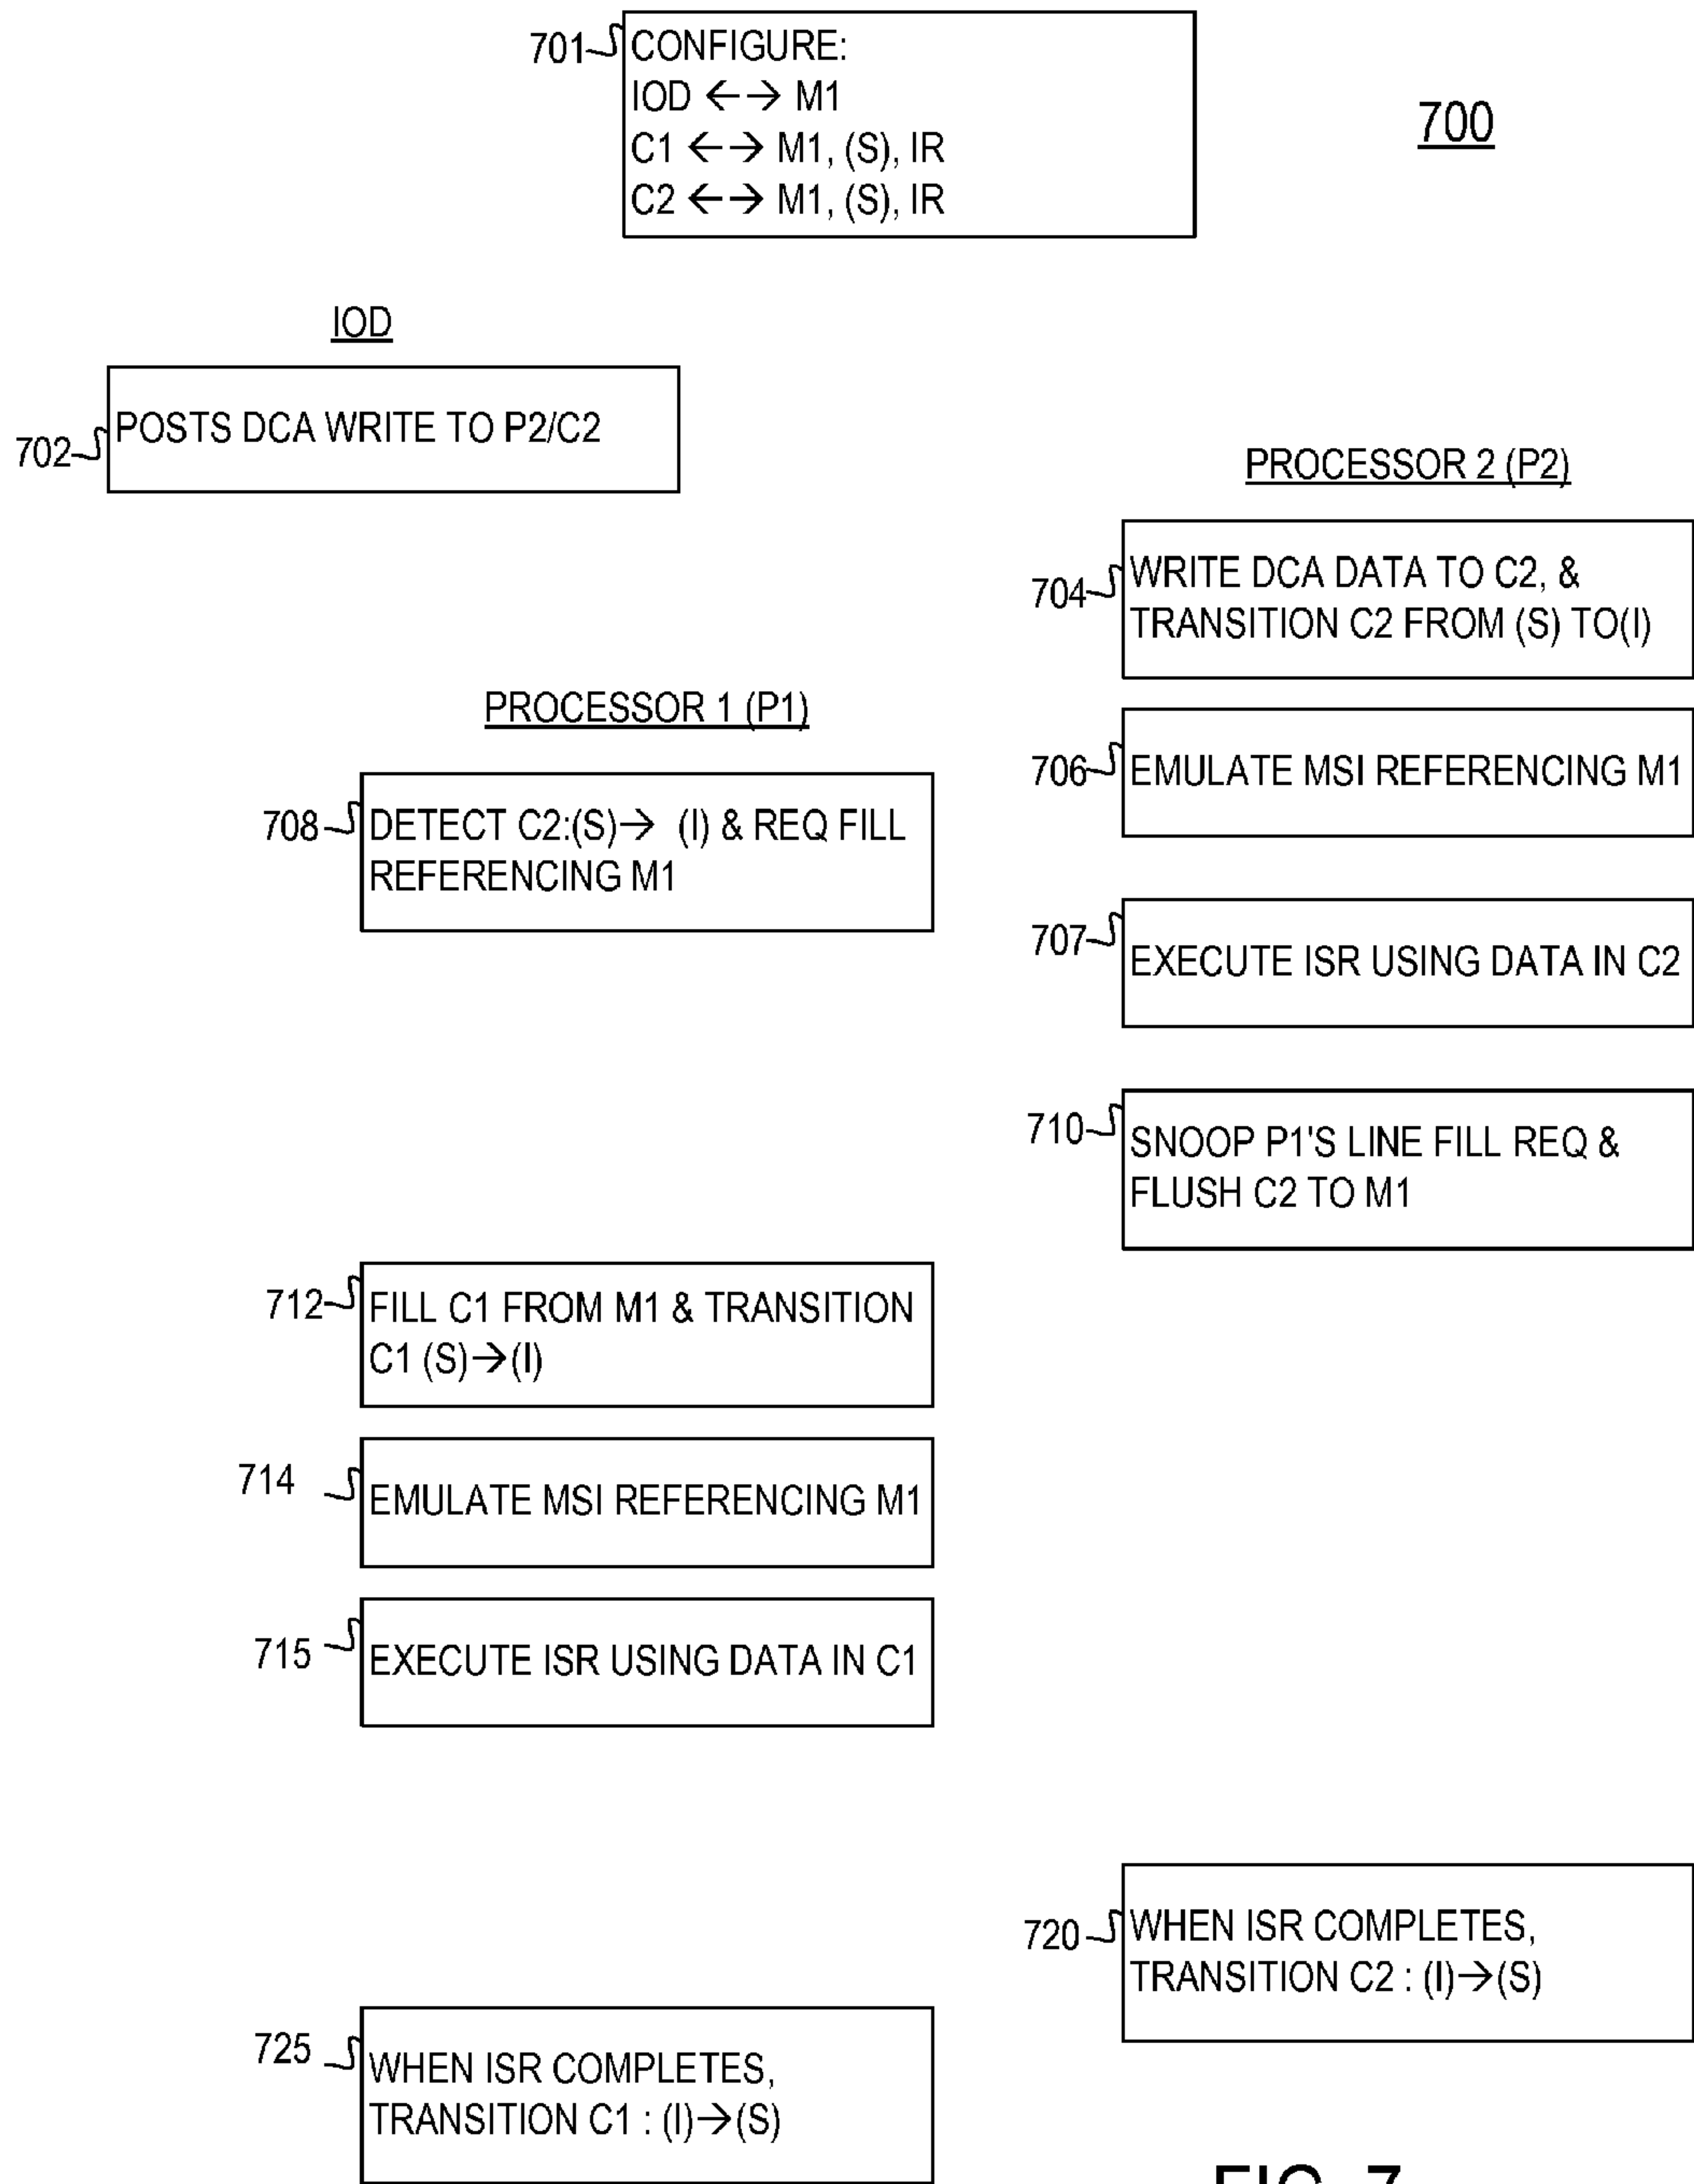 701
CONFIGURE:
IOD ←→ M1
C1 ←→ M1, (S), IR
C2 ←→ M1, (S), IR
700
IOD
702
POSTS DCA WRITE TO P2/C2
PROCESSOR 2 (P2)
704
WRITE DCA DATA TO C2, &
TRANSITION C2 FROM (S) TO(I)
PROCESSOR 1 (P1)
706
EMULATE MSI REFERENCING M1
708
DETECT C2:(S)→ (I) & REQ FILL
REFERENCING M1
707
EXECUTE ISR USING DATA IN C2
710
SNOOP P1'S LINE FILL REQ &
FLUSH C2 TO M1
712
FILL C1 FROM M1 & TRANSITION
C1 (S)→(I)
714
EMULATE MSI REFERENCING M1
715
EXECUTE ISR USING DATA IN C1
720
WHEN ISR COMPLETES,
TRANSITION C2 : (I)→(S)
725
WHEN ISR COMPLETES,
TRANSITION C1 : (I)→(S)
FIG. 7